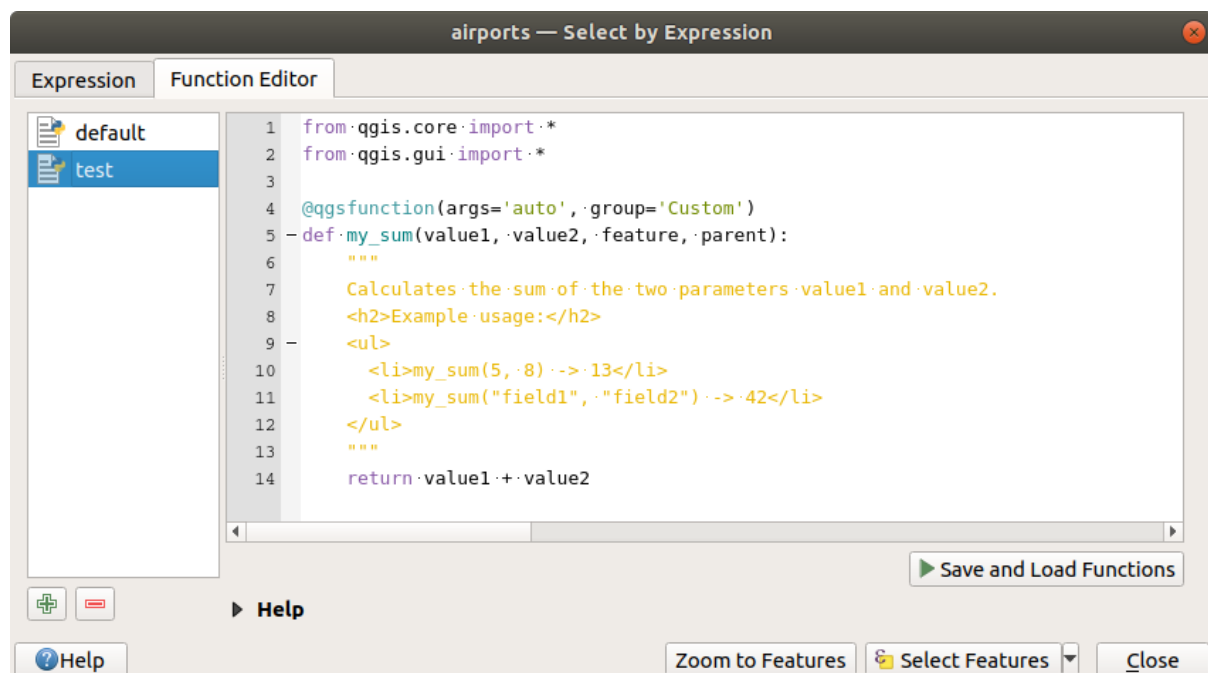 airports — Select by Expression
Expression Function Editor
default
test
1 from qgis.core import *
2 from qgis.gui import *
3
4 @qgsfunction(args='auto', group='Custom')
5 def my_sum(value1, value2, feature, parent):
6 """
7 Calculates the sum of the two parameters value1 and value2.
8 <h2>Example usage:</h2>
9 <ul>
10 <li>my_sum(5, 8) -> 13</li>
11 <li>my_sum("field1", "field2") -> 42</li>
12 </ul>
13 """
14 return value1 + value2
Save and Load Functions
Help
Help Zoom to Features Select Features Close